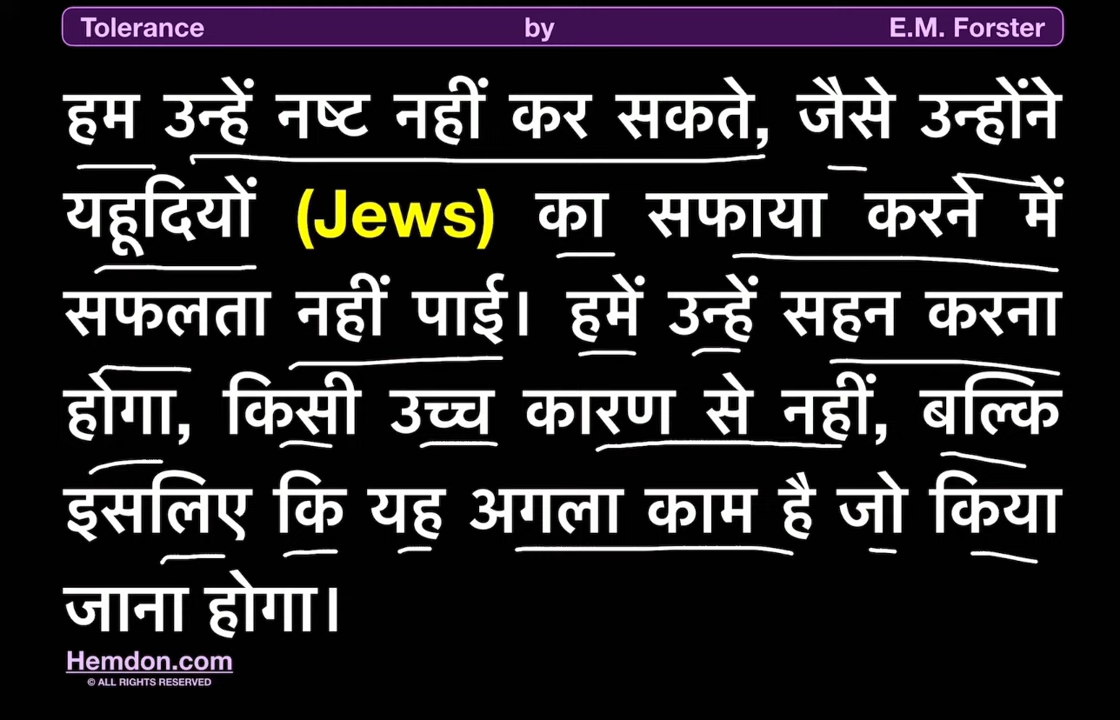 Tolerance by E.M. Forster
हम उन्हें नष्ट नहीं कर सकते, जैसे उन्होंने
यहूदियों (Jews) का सफाया करने में
सफलता नहीं पाई। हमें उन्हें सहन करना
होगा, किसी उच्च कारण से नहीं, बल्कि
इसलिए कि यह अगला काम है जो किया
जाना होगा।
Hemdon.com
© ALL RIGHTS RESERVED